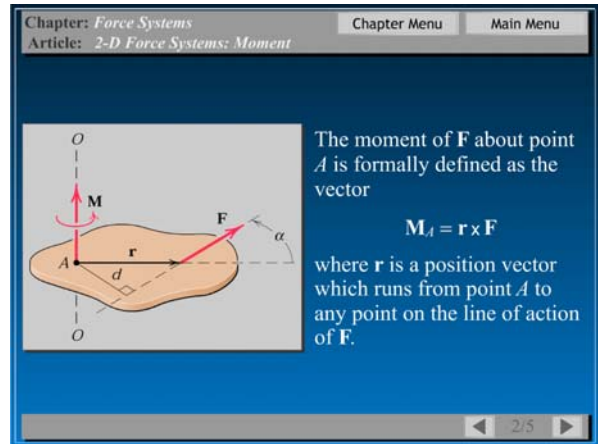 Chapter: Force Systems
Chapter Menu
Main Menu
Article: 2-D Force Systems: Moment
O
M
F
α
r
A
d
O
The moment of F about point
A is formally defined as the
vector
M_A = r x F
where r is a position vector
which runs from point A to
any point on the line of action
of F.
2/5